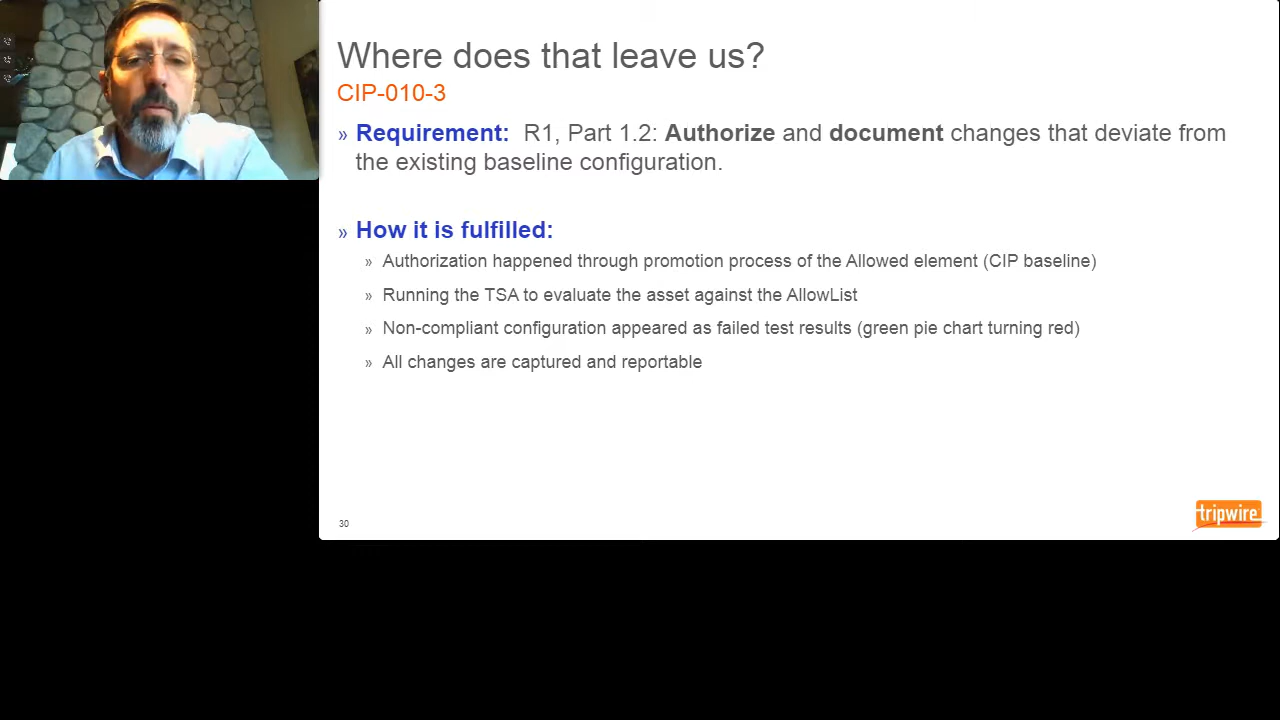 Where does that leave us?
CIP-010-3
» Requirement: R1, Part 1.2: Authorize and document changes that deviate from
the existing baseline configuration.
» How it is fulfilled:
» Authorization happened through promotion process of the Allowed element (CIP baseline)
» Running the TSA to evaluate the asset against the AllowList
» Non-compliant configuration appeared as failed test results (green pie chart turning red)
» All changes are captured and reportable
30
tripwire